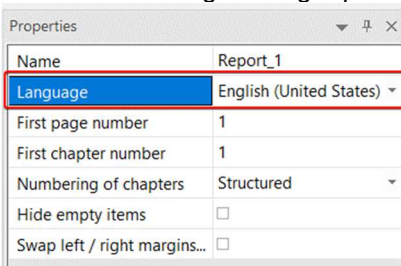 Properties
Name Report_1
Language English (United States)
First page number 1
First chapter number 1
Numbering of chapters Structured
Hide empty items
Swap left / right margins...